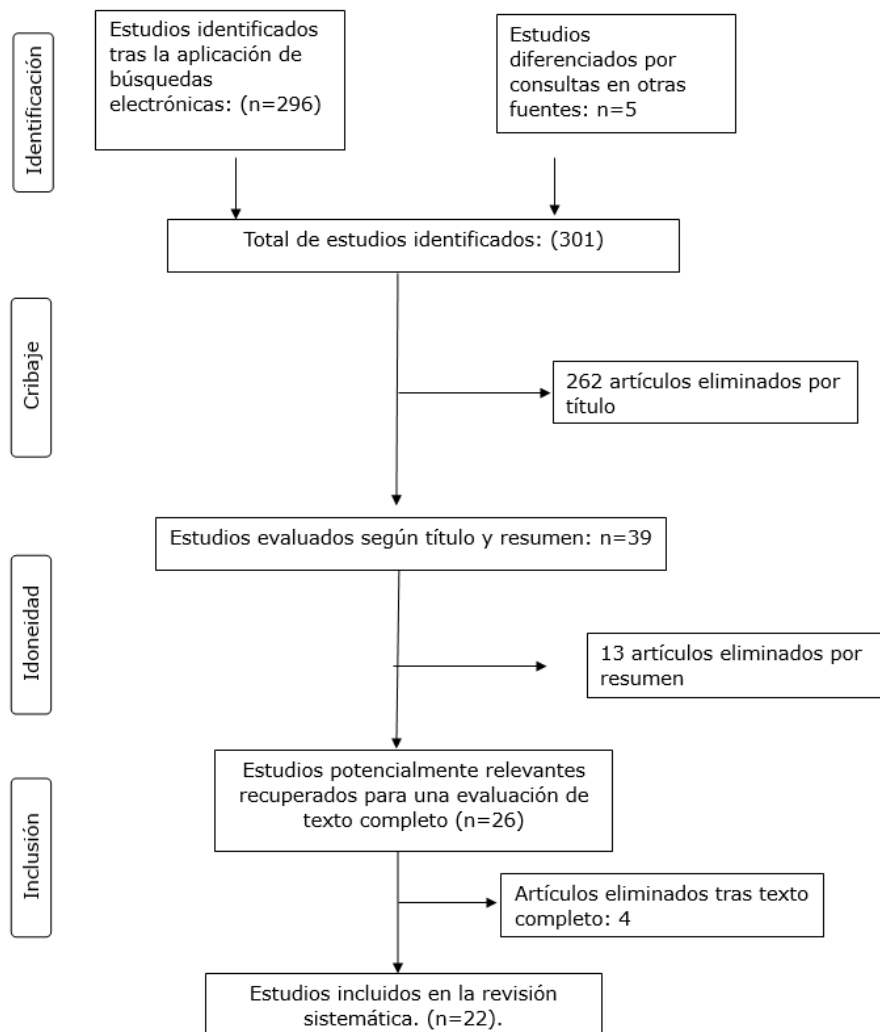 Identificación
Estudios identificados
tras la aplicación de
búsquedas
electrónicas: (n=296)
Estudios
diferenciados por
consultas en otras
fuentes: n=5
Total de estudios identificados: (301)
Cribaje
262 artículos eliminados por
título
Estudios evaluados según título y resumen: n=39
Idoneidad
13 artículos eliminados por
resumen
Estudios potencialmente relevantes
recuperados para una evaluación de
texto completo (n=26)
Inclusión
Artículos eliminados tras texto
completo: 4
Estudios incluidos en la revisión
sistemática. (n=22).